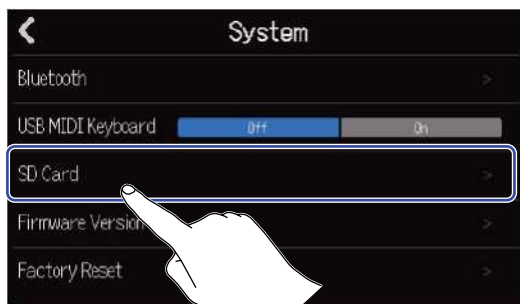 System
Bluetooth
USB MIDI Keyboard Off On
SD Card
Firmware Version
Factory Reset